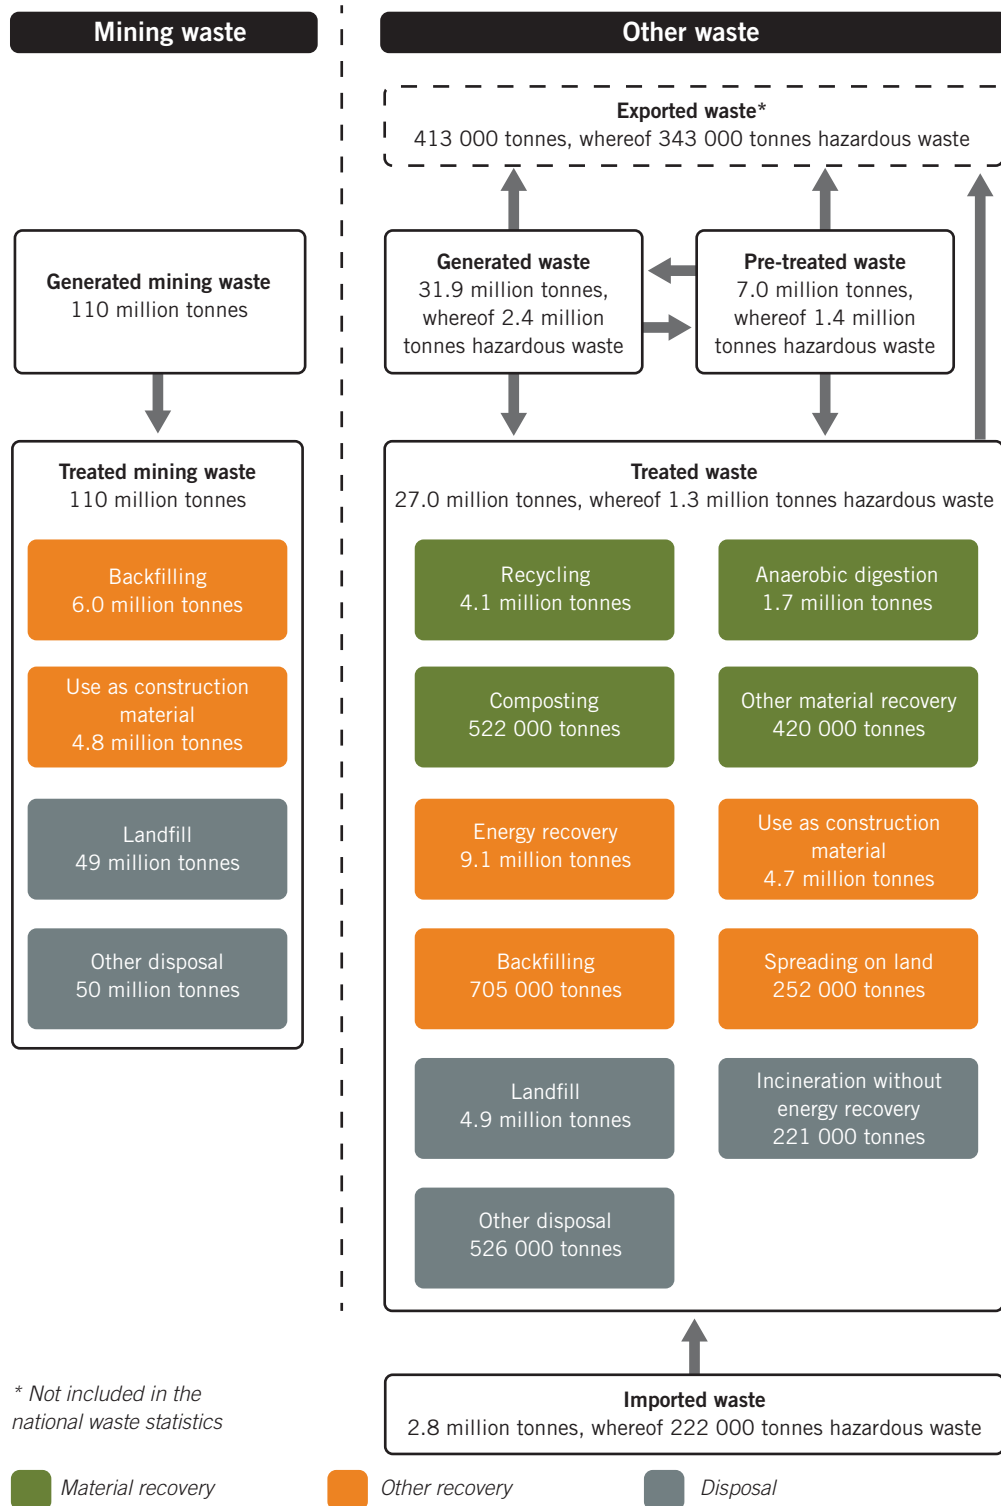 Mining waste
Other waste
Exported waste*
413 000 tonnes, whereof 343 000 tonnes hazardous waste
Generated mining waste
110 million tonnes
Generated waste
31.9 million tonnes,
whereof 2.4 million
tonnes hazardous waste
Pre-treated waste
7.0 million tonnes,
whereof 1.4 million
tonnes hazardous waste
Treated mining waste
110 million tonnes
Backfilling
6.0 million tonnes
Use as construction
material
4.8 million tonnes
Landfill
49 million tonnes
Other disposal
50 million tonnes
Treated waste
27.0 million tonnes, whereof 1.3 million tonnes hazardous waste
Recycling
4.1 million tonnes
Anaerobic digestion
1.7 million tonnes
Composting
522 000 tonnes
Other material recovery
420 000 tonnes
Energy recovery
9.1 million tonnes
Use as construction
material
4.7 million tonnes
Backfilling
705 000 tonnes
Spreading on land
252 000 tonnes
Landfill
4.9 million tonnes
Incineration without
energy recovery
221 000 tonnes
Other disposal
526 000 tonnes
* Not included in the
national waste statistics
Imported waste
2.8 million tonnes, whereof 222 000 tonnes hazardous waste
Material recovery
Other recovery
Disposal